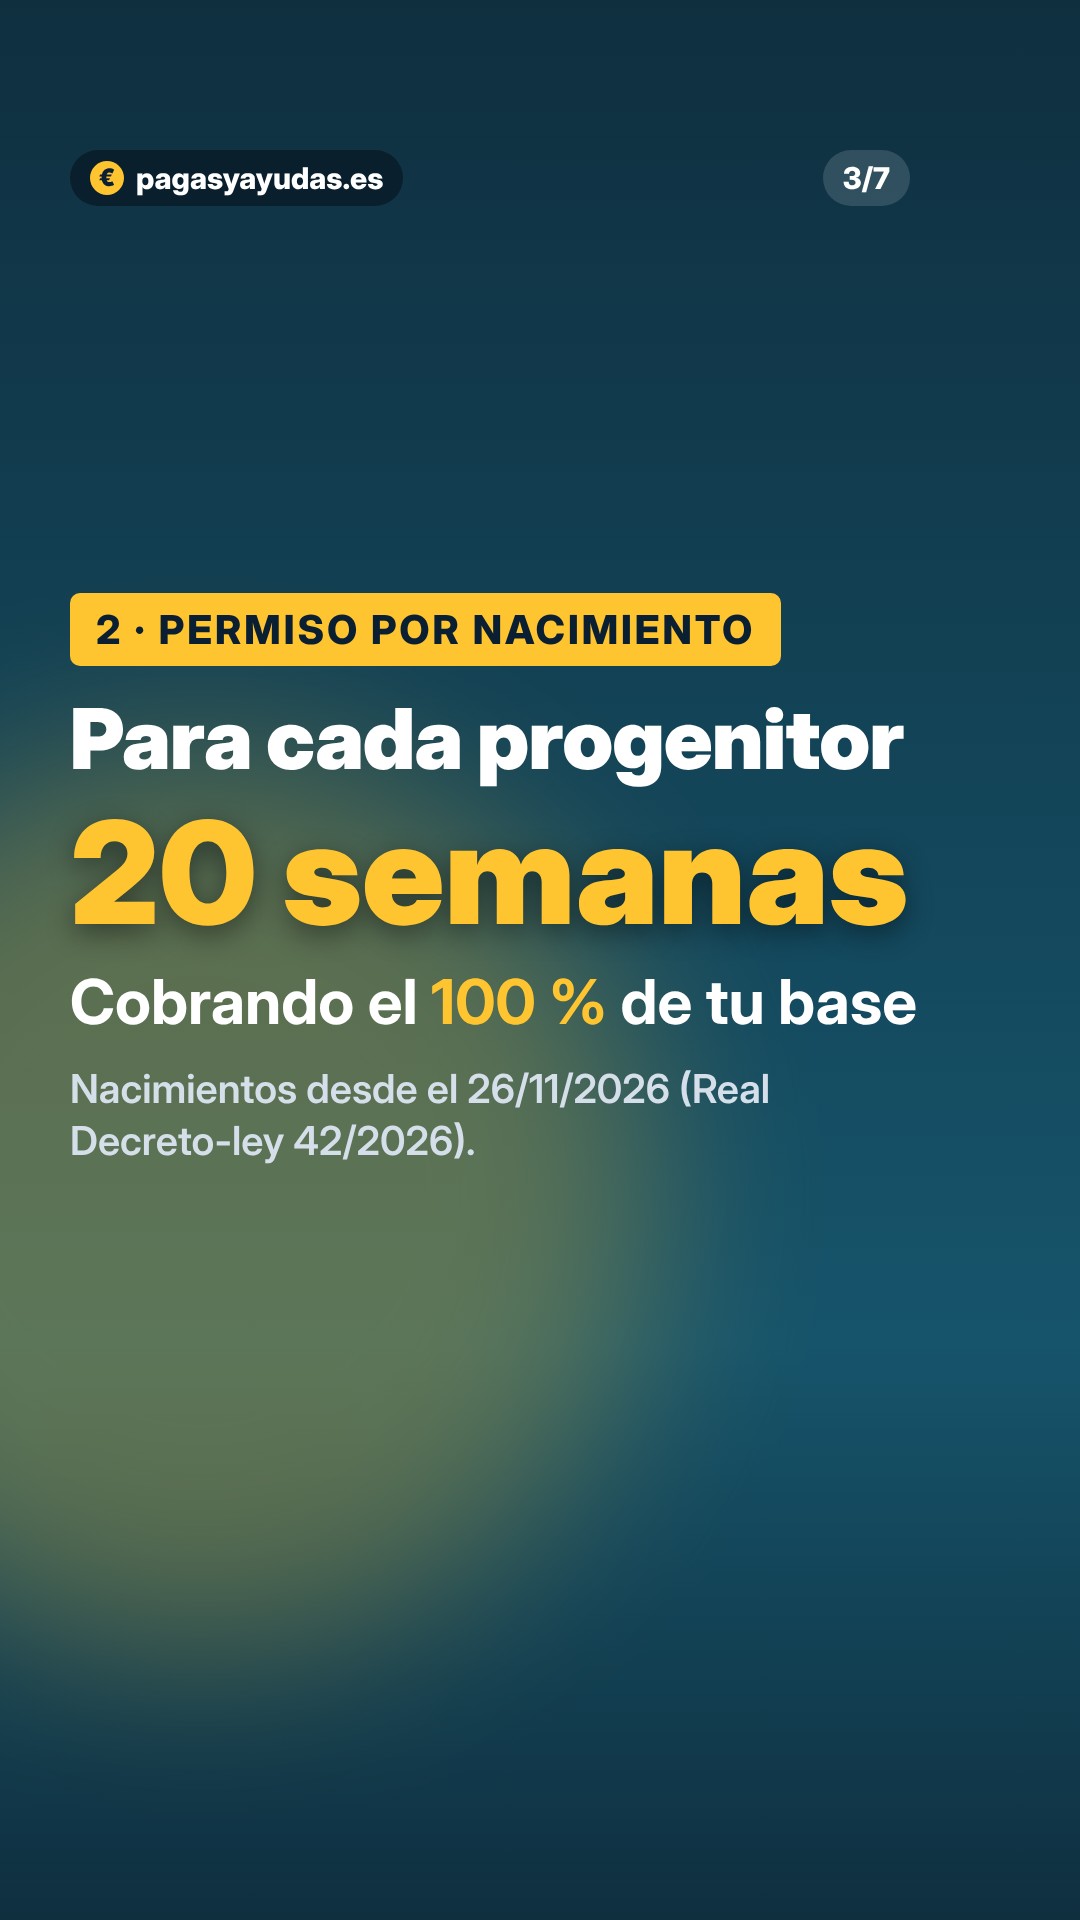 € pagasyayudas.es
3/7
2 · PERMISO POR NACIMIENTO
Para cada progenitor
20 semanas
Cobrando el 100 % de tu base
Nacimientos desde el 26/11/2026 (Real
Decreto-ley 42/2026).